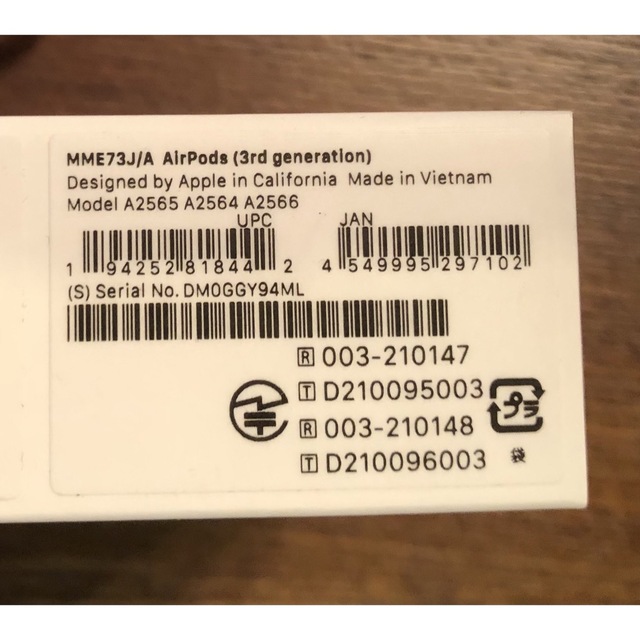 MME73J/A AirPods (3rd generation)
Designed by Apple in California Made in Vietnam
Model A2565 A2564 A2566
UPC JAN
1 94252 81844 2 4 549995 297102
(S) Serial No. DM0GGY94ML
R 003-210147
T D210095003
R 003-210148
T D210096003
プラ
袋